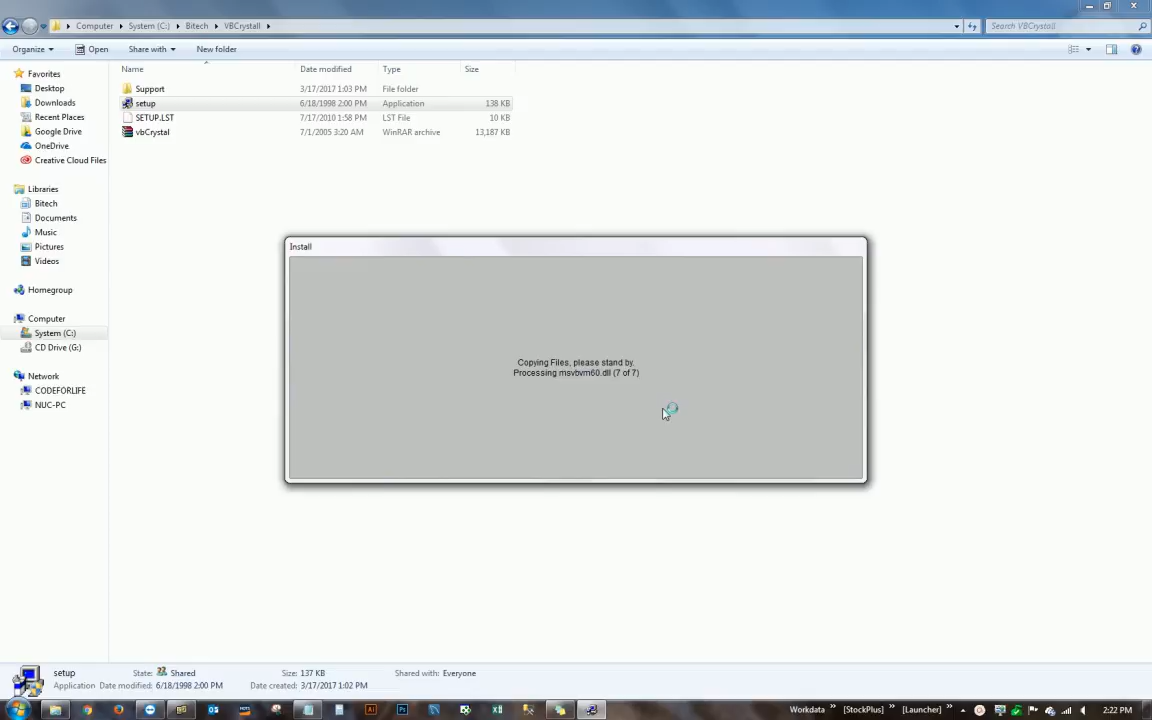 Computer
System (C:)
Bitech
VBCrystall
Search VBCrystall
Organize
Open
Share with
New folder
Name
Date modified
Type
Size
Favorites
Desktop
Downloads
Recent Places
Google Drive
OneDrive
Creative Cloud Files
Libraries
Bitech
Documents
Music
Pictures
Videos
Homegroup
Computer
System (C:)
CD Drive (G:)
Network
CODEFORLIFE
NUC-PC
Support 3/17/2017 1:03 PM File folder
setup 6/18/1998 2:00 PM Application 138 KB
SETUP.LST 7/17/2010 1:58 PM LST File 10 KB
vbCrystal 7/1/2005 3:20 AM WinRAR archive 13,187 KB
Install
Copying Files, please stand by.
Processing msvbvm60.dll (7 of 7)
setup State: Shared Size: 137 KB Shared with: Everyone
Application Date modified: 6/18/1998 2:00 PM Date created: 3/17/2017 1:02 PM
Workdata » [StockPlus] » [Launcher] » 2:22 PM